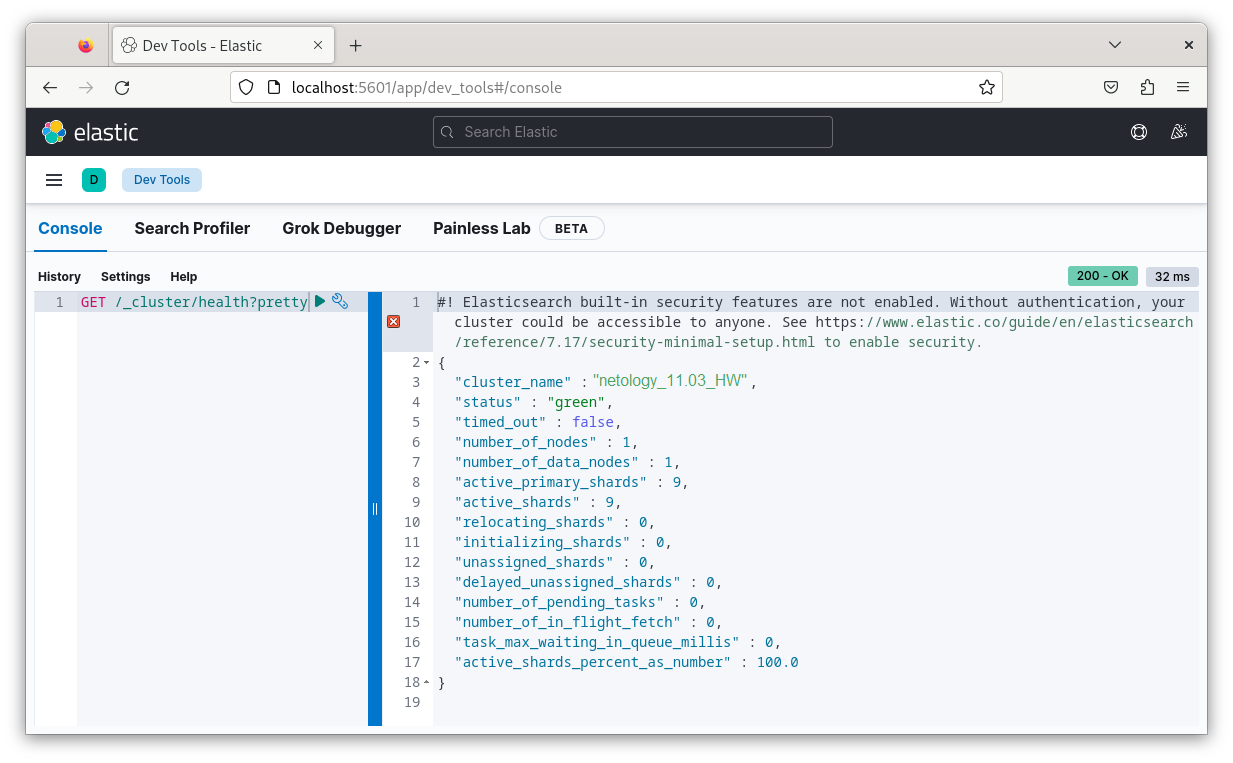 Dev Tools - Elastic
localhost:5601/app/dev_tools#/console
elastic
Search Elastic
D
Dev Tools
Console Search Profiler Grok Debugger Painless Lab BETA
History Settings Help
200 - OK 32 ms
1 GET /_cluster/health?pretty
1 #! Elasticsearch built-in security features are not enabled. Without authentication, your
cluster could be accessible to anyone. See https://www.elastic.co/guide/en/elasticsearch
/reference/7.17/security-minimal-setup.html to enable security.
2 {
3 "cluster_name" : "netology_11.03_HW" ,
4 "status" : "green",
5 "timed_out" : false,
6 "number_of_nodes" : 1,
7 "number_of_data_nodes" : 1,
8 "active_primary_shards" : 9,
9 "active_shards" : 9,
10 "relocating_shards" : 0,
11 "initializing_shards" : 0,
12 "unassigned_shards" : 0,
13 "delayed_unassigned_shards" : 0,
14 "number_of_pending_tasks" : 0,
15 "number_of_in_flight_fetch" : 0,
16 "task_max_waiting_in_queue_millis" : 0,
17 "active_shards_percent_as_number" : 100.0
18 }
19